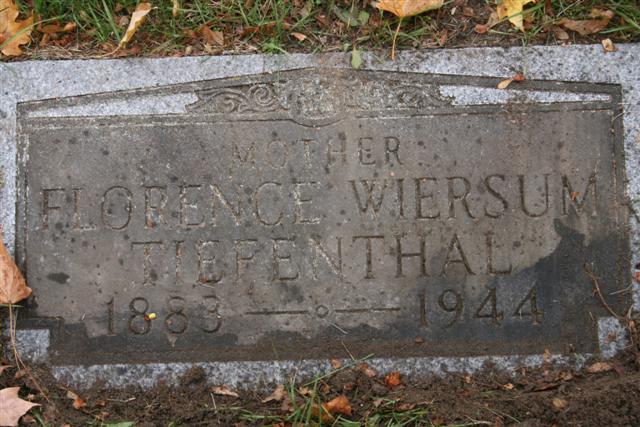 MOTHER
FLORENCE WIERSUM
TIEFENTHAL
1883 — 1944